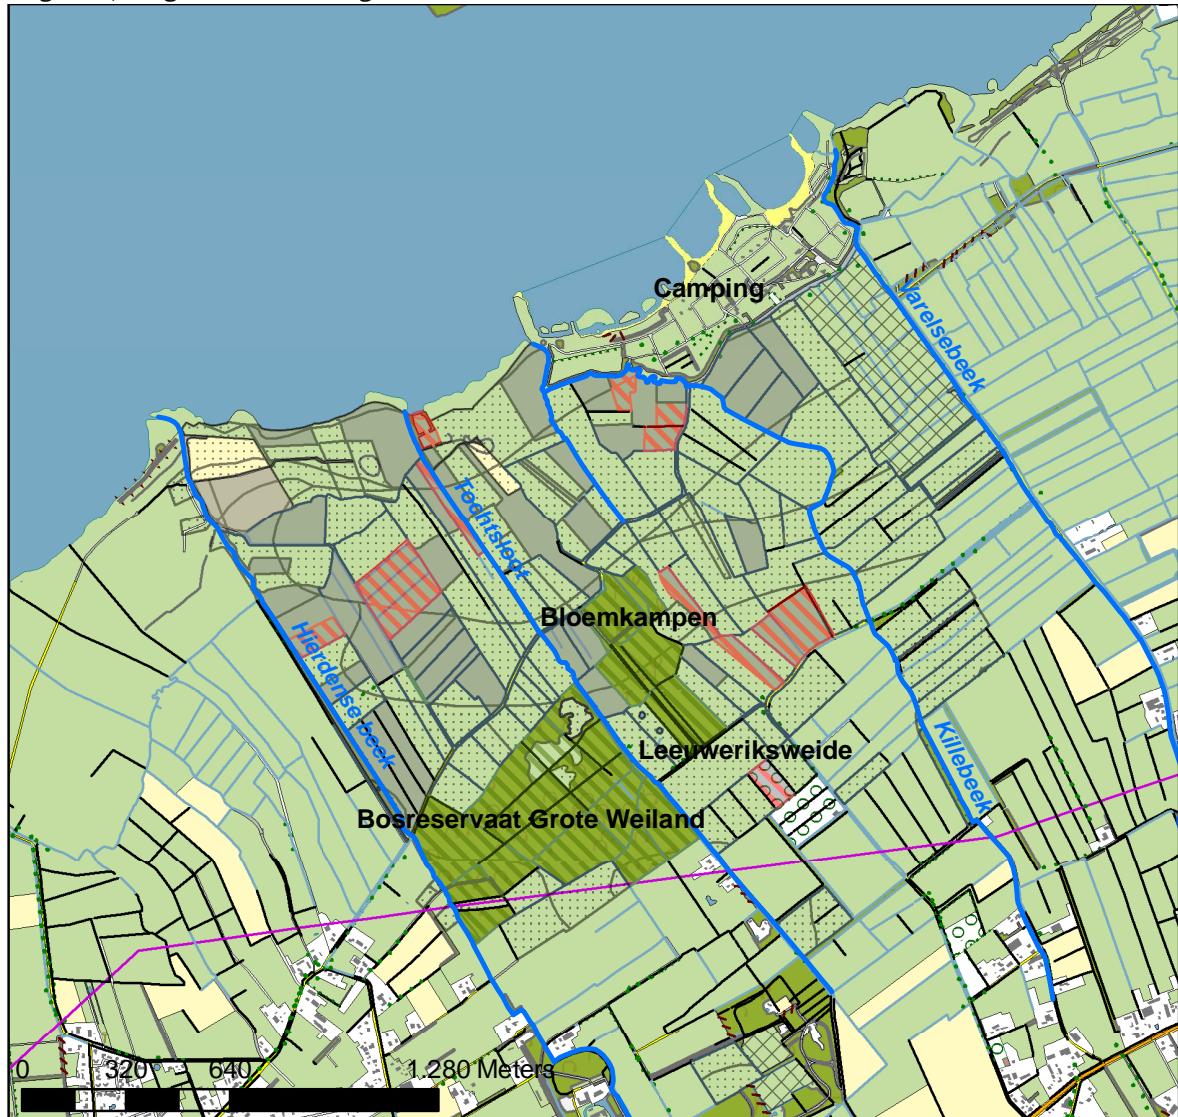 Camping
Varelsebeek
Tochtsloot
Bloemkampen
Hierdense beek
Leeuweriksweide
Killebeek
Bosreservaat Grote Weiland
0 320 640 1.280 Meters